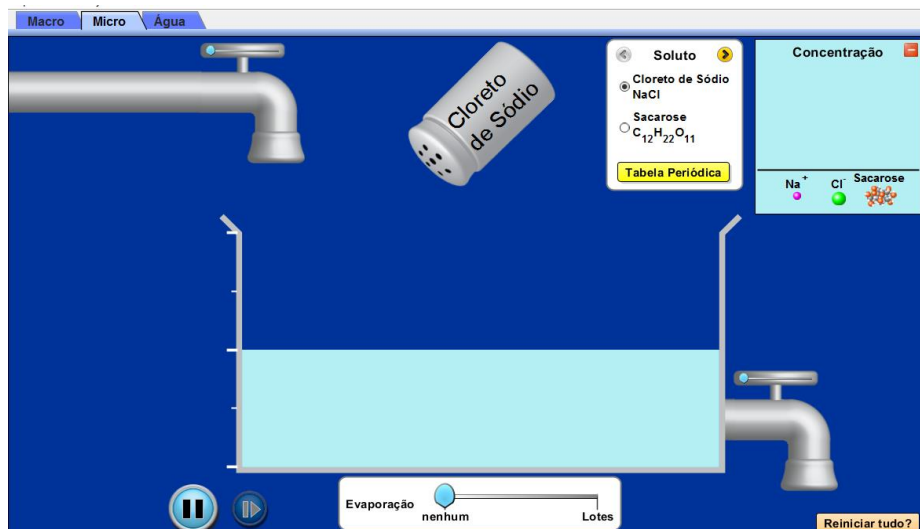 Macro
Micro
Água
Cloreto
de Sódio
Soluto
Cloreto de Sódio
NaCl
Sacarose
C₁₂H₂₂O₁₁
Tabela Periódica
Concentração
Na⁺
Cl⁻
Sacarose
Evaporação
nenhum
Lotes
Reiniciar tudo?